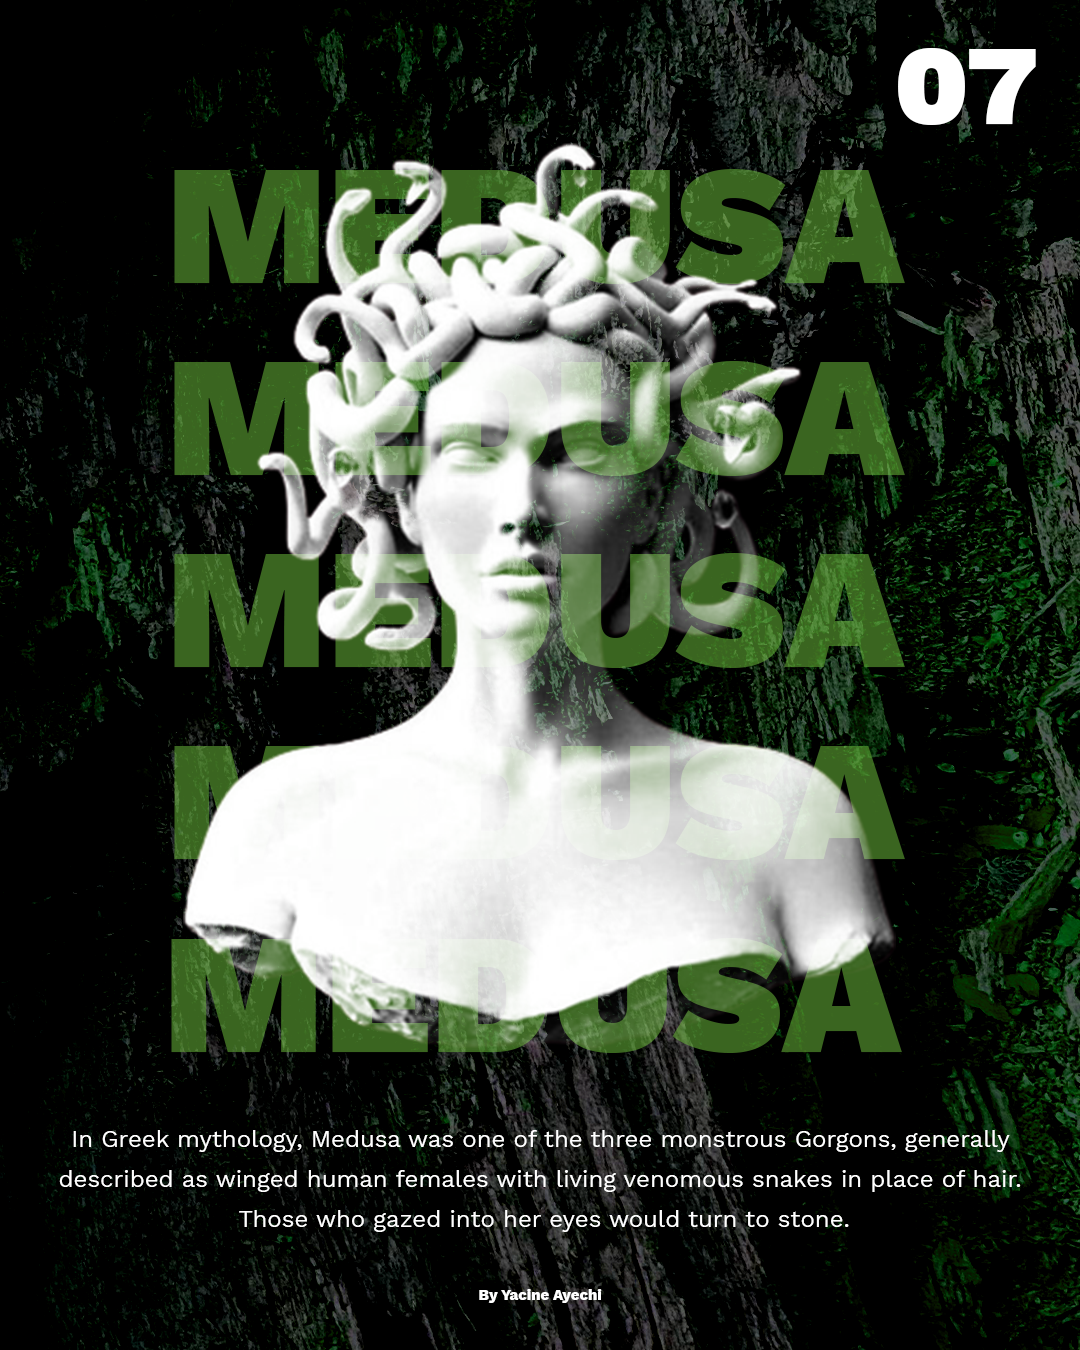 07
MEDUSA
MEDUSA
MEDUSA
MEDUSA
MEDUSA
In Greek mythology, Medusa was one of the three monstrous Gorgons, generally
described as winged human females with living venomous snakes in place of hair.
Those who gazed into her eyes would turn to stone.
By Yacine Ayechi